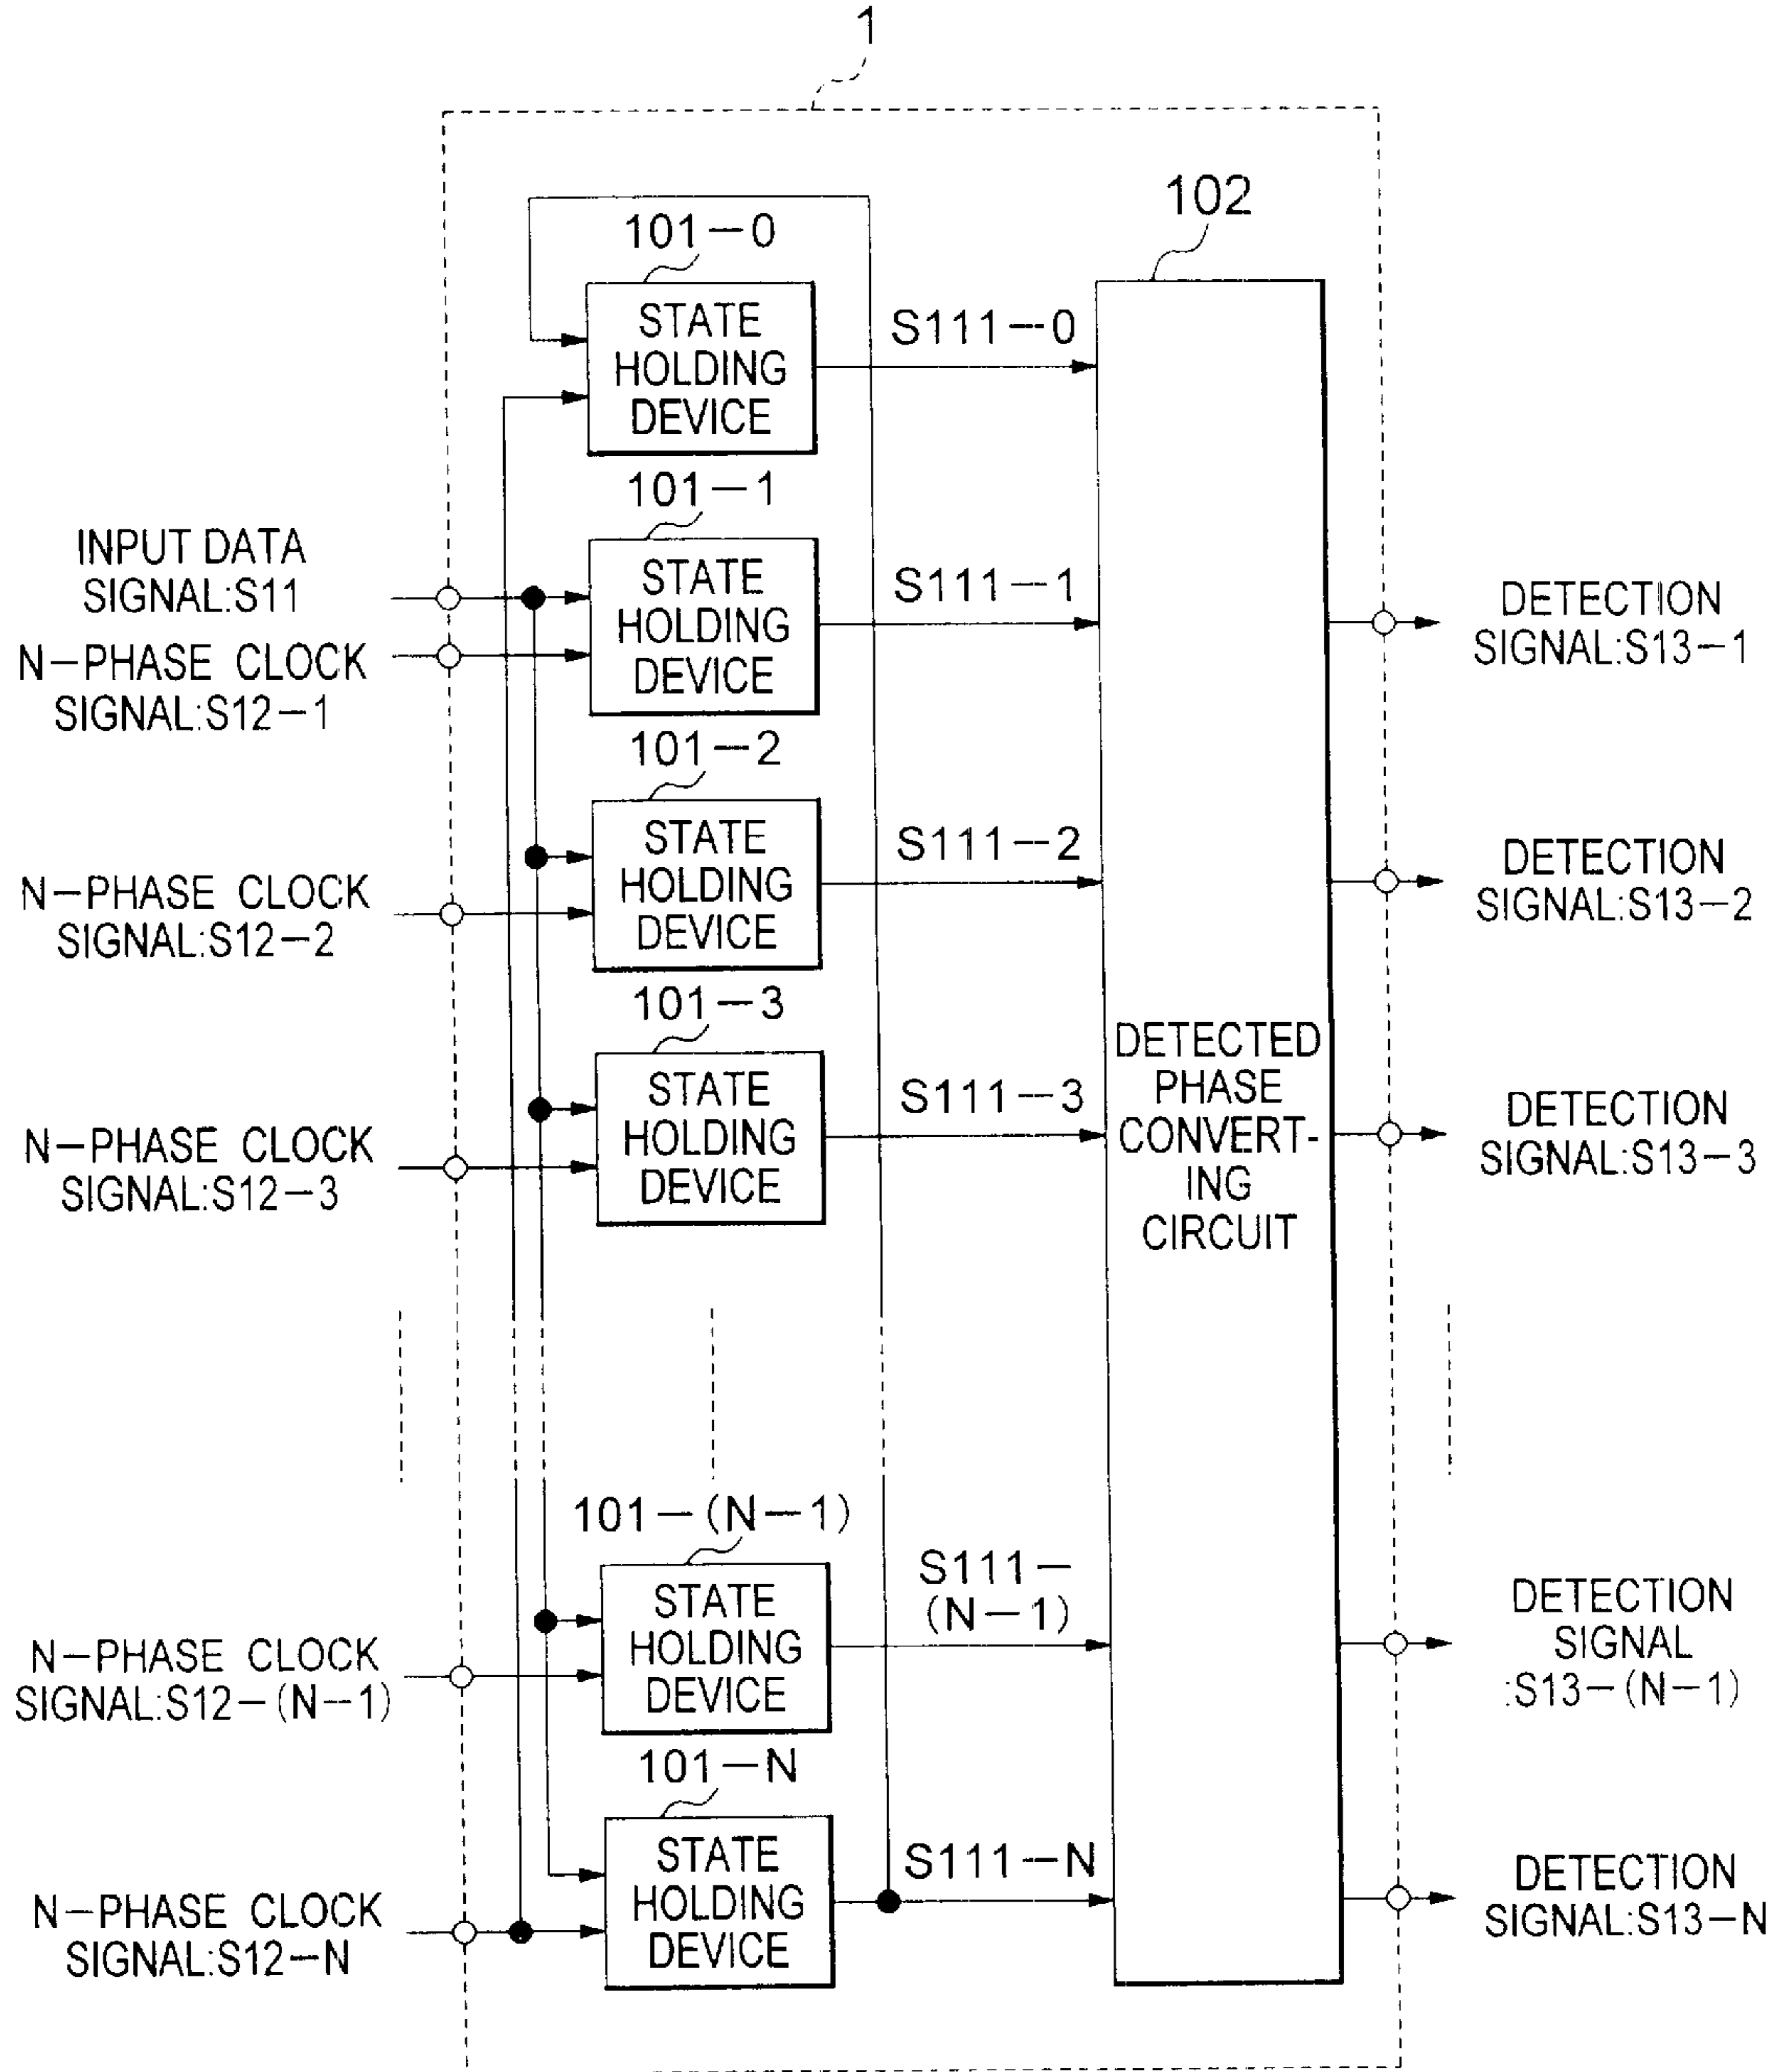 1
102
101-0
STATE
HOLDING
DEVICE
S111-0
101-1
INPUT DATA
SIGNAL:S11
N-PHASE CLOCK
SIGNAL:S12-1
STATE
HOLDING
DEVICE
S111-1
DETECTION
SIGNAL:S13-1
101-2
N-PHASE CLOCK
SIGNAL:S12-2
STATE
HOLDING
DEVICE
S111-2
DETECTION
SIGNAL:S13-2
101-3
N-PHASE CLOCK
SIGNAL:S12-3
STATE
HOLDING
DEVICE
S111-3
DETECTED
PHASE
CONVERT-
ING
CIRCUIT
DETECTION
SIGNAL:S13-3
101-(N-1)
N-PHASE CLOCK
SIGNAL:S12-(N-1)
STATE
HOLDING
DEVICE
S111-
(N-1)
DETECTION
SIGNAL
:S13-(N-1)
101-N
N-PHASE CLOCK
SIGNAL:S12-N
STATE
HOLDING
DEVICE
S111-N
DETECTION
SIGNAL:S13-N